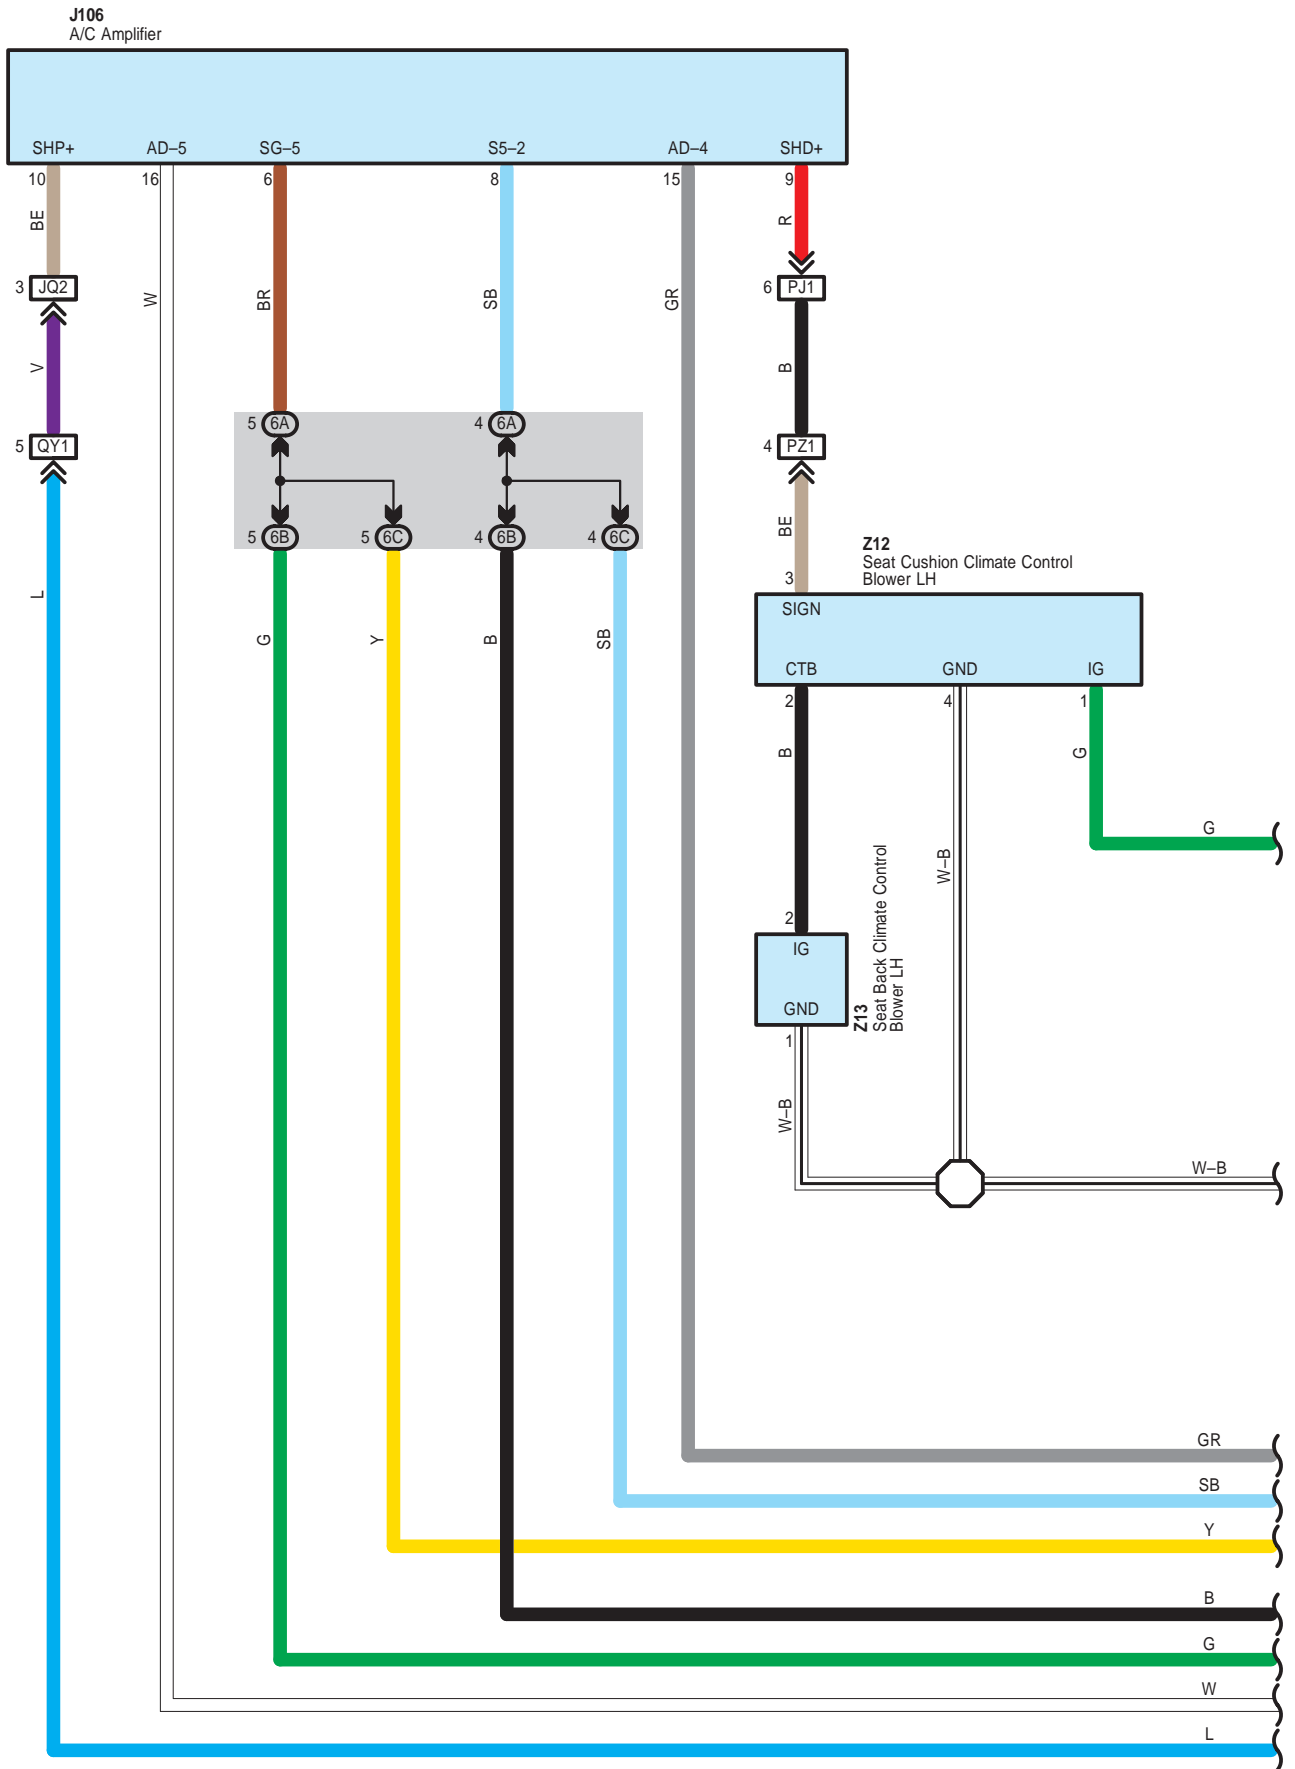 J106
A/C Amplifier
SHP+ AD–5 SG–5 S5–2 AD–4 SHD+
10 16 6 8 15 9
BE
R
3 JQ2
6 PJ1
W
BR
SB
GR
V
B
5 6A
4 6A
5 QY1
4 PZ1
BE
5 6B
5 6C
4 6B
4 6C
Z12
Seat Cushion Climate Control
Blower LH
3
L
SIGN
G
Y
B
SB
CTB GND IG
2 4 1
B
G
G
W–B
2
IG
GND
Z13
Seat Back Climate Control
Blower LH
1
W–B
W–B
GR
SB
Y
B
G
W
L